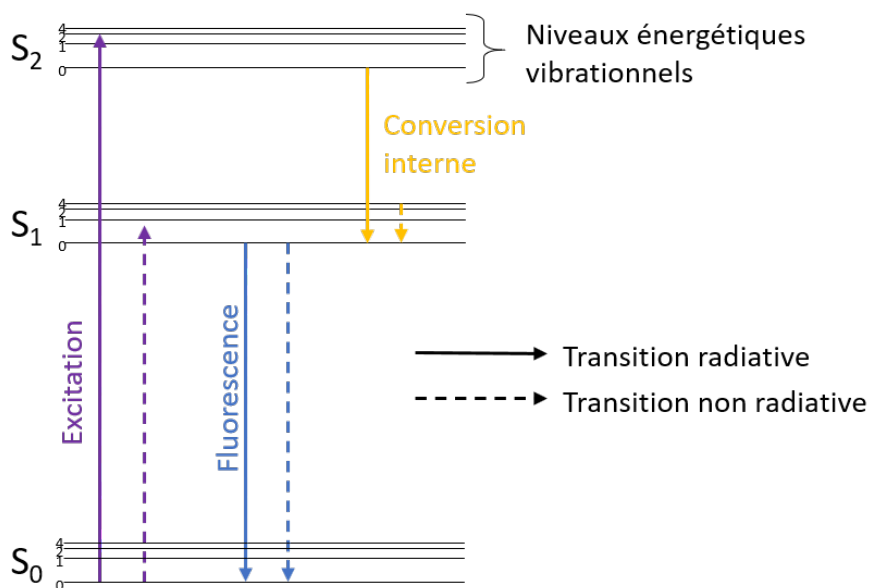 4
2
1
0
S2
Niveaux énergétiques
vibrationnels
Conversion
interne
4
2
1
0
S1
Excitation
Fluorescence
Transition radiative
Transition non radiative
4
2
1
0
S0